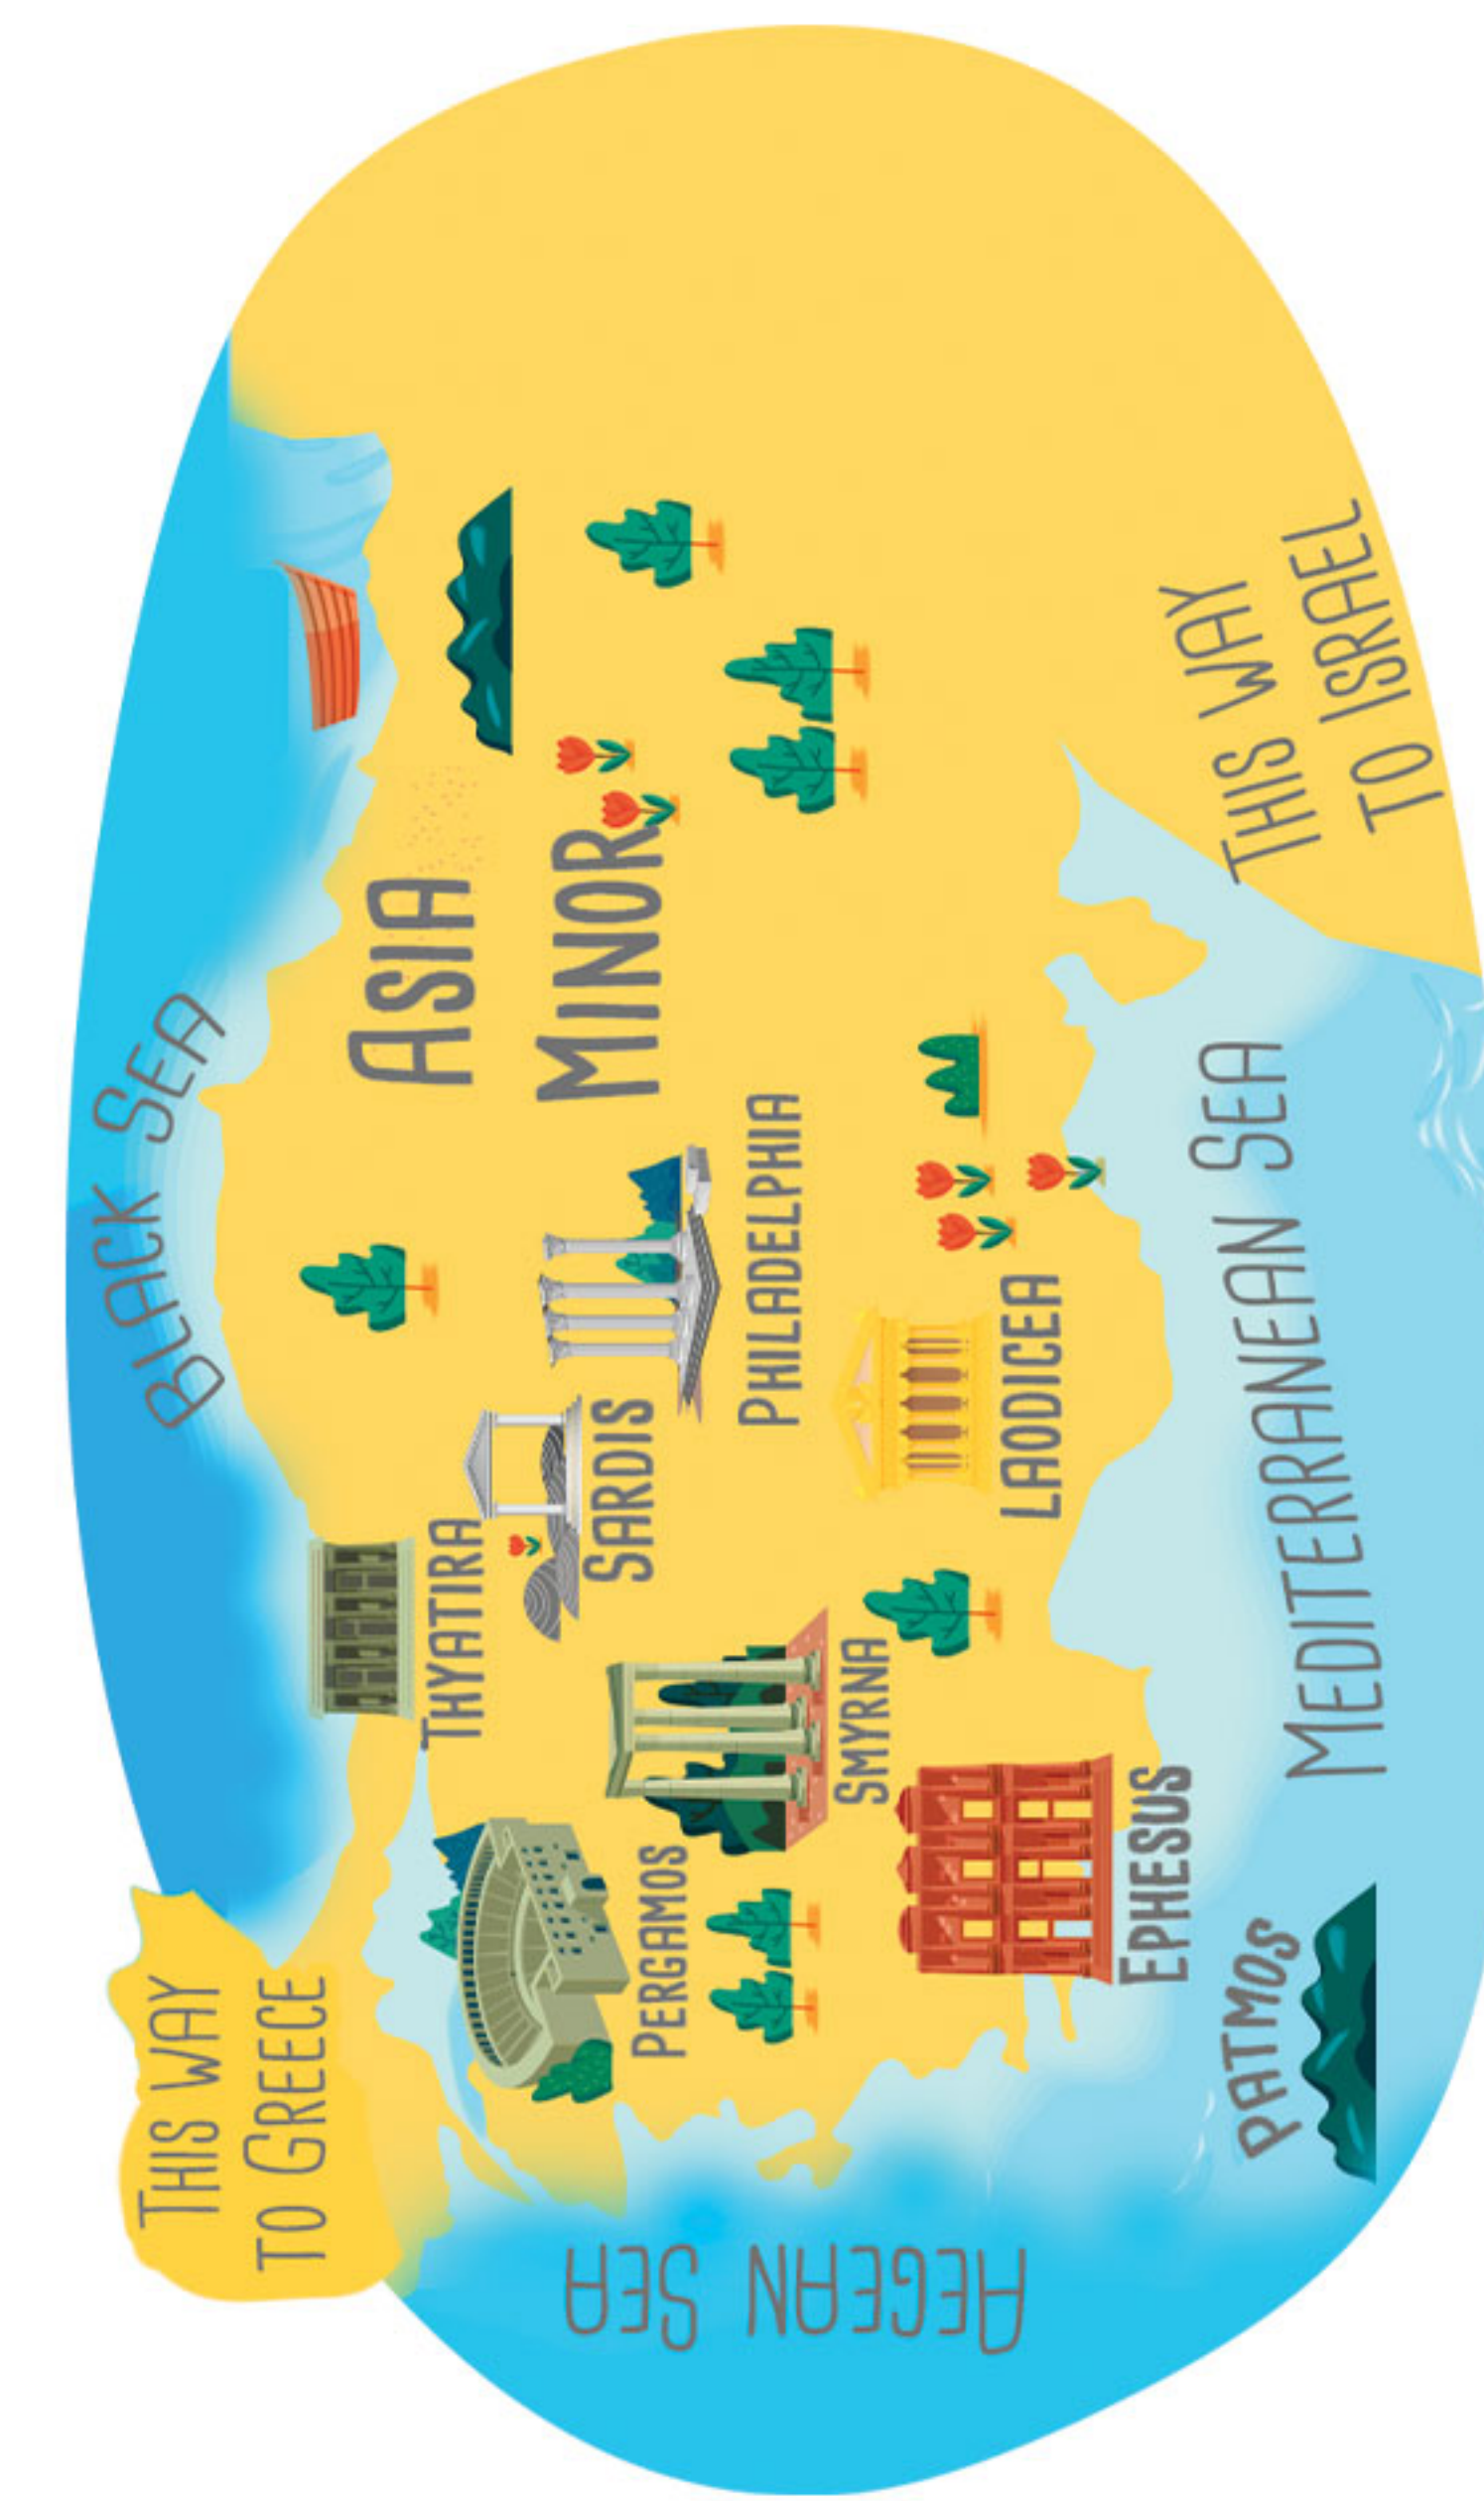 Black Sea
This way
to Greece
Asia
Minor
Thyatira
Sardis
Philadelphia
Pergamos
Smyrna
Laodicea
Ephesus
Aegean Sea
Patmos
Mediterranean Sea
This way
to Israel